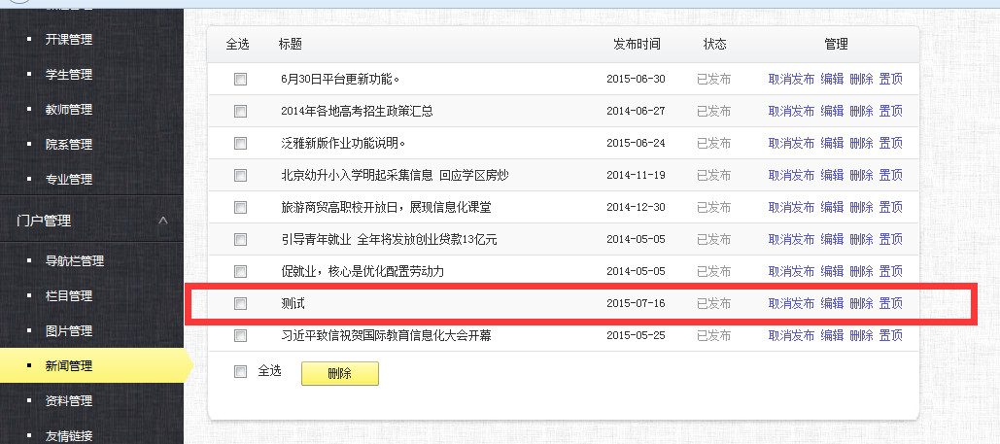 开课管理
学生管理
教师管理
院系管理
专业管理
门户管理
导航栏管理
栏目管理
图片管理
新闻管理
资料管理
友情链接
全选 标题 发布时间 状态 管理
6月30日平台更新功能。 2015-06-30 已发布 取消发布 编辑 删除 置顶
2014年各地高考招生政策汇总 2014-06-27 已发布 取消发布 编辑 删除 置顶
泛雅新版作业功能说明。 2015-06-24 已发布 取消发布 编辑 删除 置顶
北京幼升小入学明起采集信息 回应学区房炒 2014-11-19 已发布 取消发布 编辑 删除 置顶
旅游商贸高职校开放日，展现信息化课堂 2014-12-30 已发布 取消发布 编辑 删除 置顶
引导青年就业 全年将发放创业贷款13亿元 2014-05-05 已发布 取消发布 编辑 删除 置顶
促就业，核心是优化配置劳动力 2014-05-05 已发布 取消发布 编辑 删除 置顶
测试 2015-07-16 已发布 取消发布 编辑 删除 置顶
习近平致信祝贺国际教育信息化大会开幕 2015-05-25 已发布 取消发布 编辑 删除 置顶
全选 删除